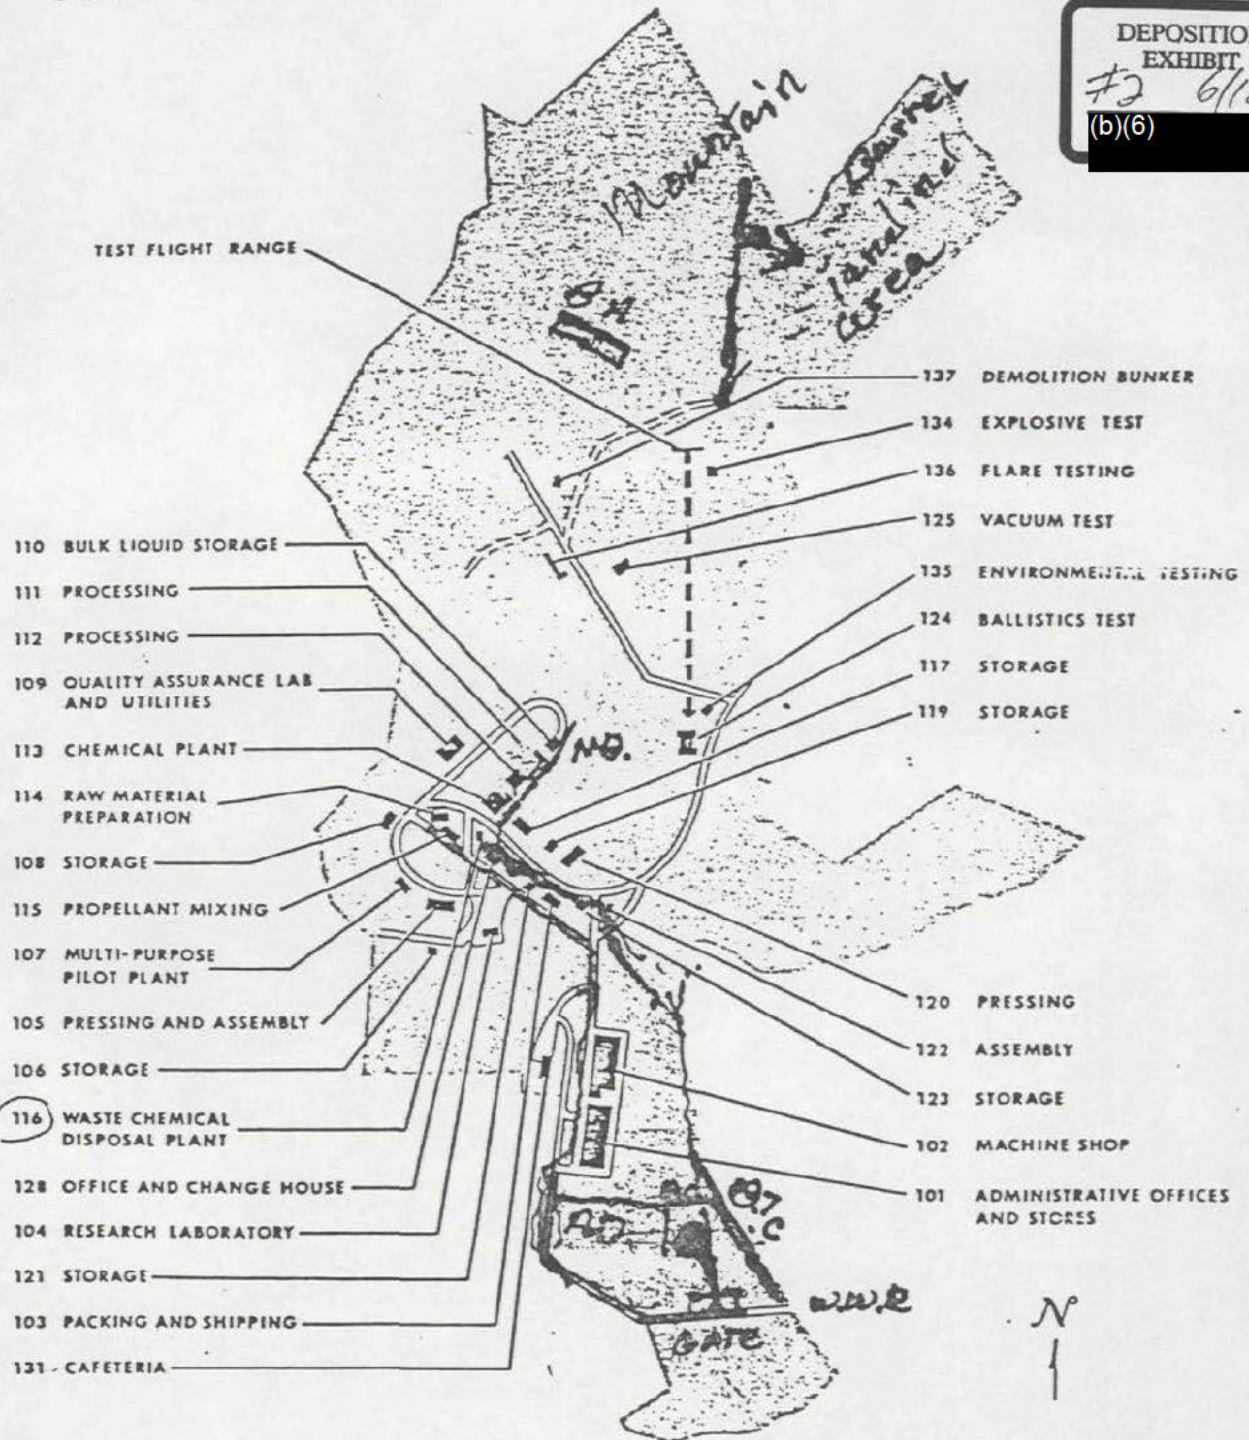 DEPOSITIO
EXHIBIT
#2 6/1
(b)(6)
Mountain
Barrel
landing
area
TEST FLIGHT RANGE
137 DEMOLITION BUNKER
134 EXPLOSIVE TEST
136 FLARE TESTING
125 VACUUM TEST
135 ENVIRONMENTAL TESTING
124 BALLISTICS TEST
117 STORAGE
119 STORAGE
110 BULK LIQUID STORAGE
111 PROCESSING
112 PROCESSING
109 QUALITY ASSURANCE LAB
AND UTILITIES
113 CHEMICAL PLANT
114 RAW MATERIAL
PREPARATION
108 STORAGE
115 PROPELLANT MIXING
107 MULTI-PURPOSE
PILOT PLANT
105 PRESSING AND ASSEMBLY
106 STORAGE
116 WASTE CHEMICAL
DISPOSAL PLANT
128 OFFICE AND CHANGE HOUSE
104 RESEARCH LABORATORY
121 STORAGE
103 PACKING AND SHIPPING
131 - CAFETERIA
120 PRESSING
122 ASSEMBLY
123 STORAGE
102 MACHINE SHOP
101 ADMINISTRATIVE OFFICES
AND STORES
W.W.R
GATE
N